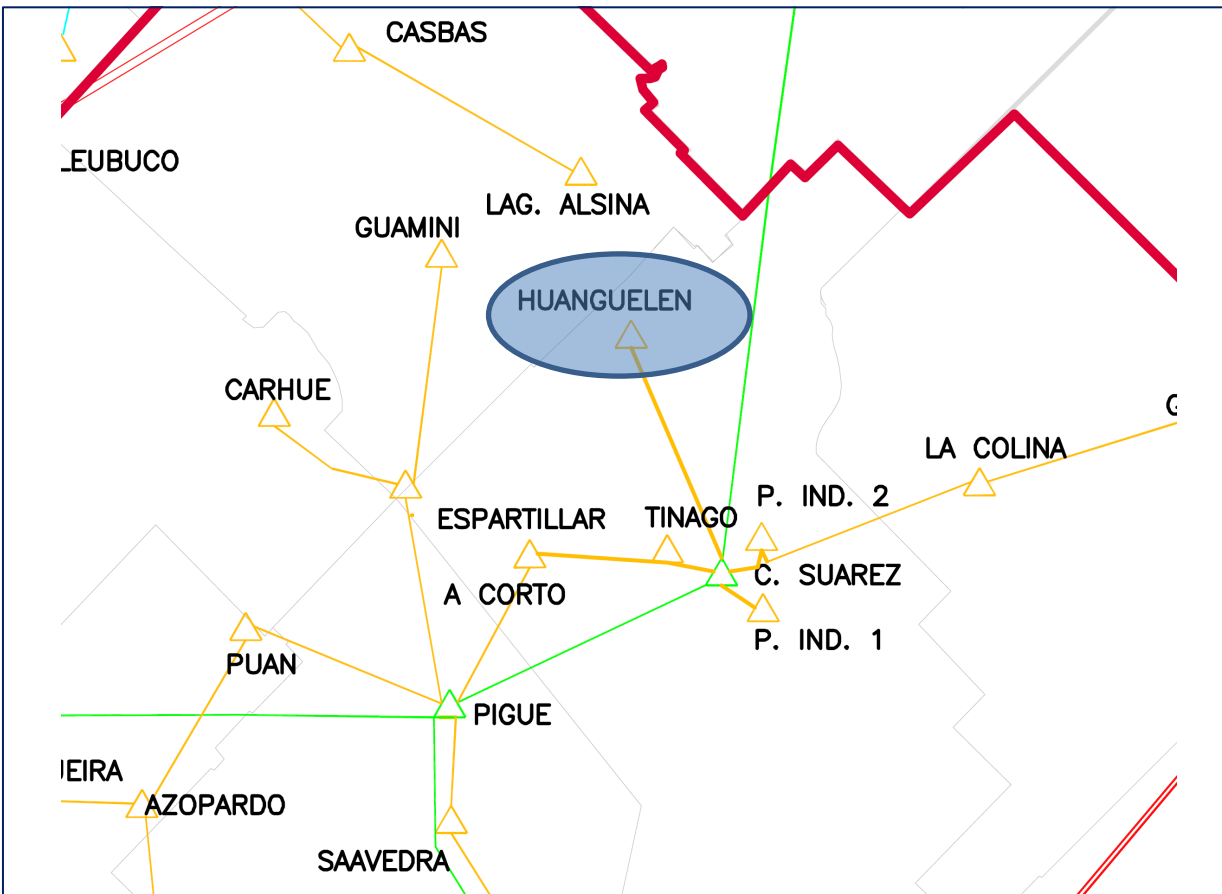 CASBAS
LEUBUCO
LAG. ALSINA
GUAMINI
HUANGUELEN
CARHUE
LA COLINA
P. IND. 2
ESPARTILLAR
TINAGO
C. SUAREZ
A CORTO
P. IND. 1
PUAN
PIGUE
JEIRA
AZOPARDO
SAAVEDRA